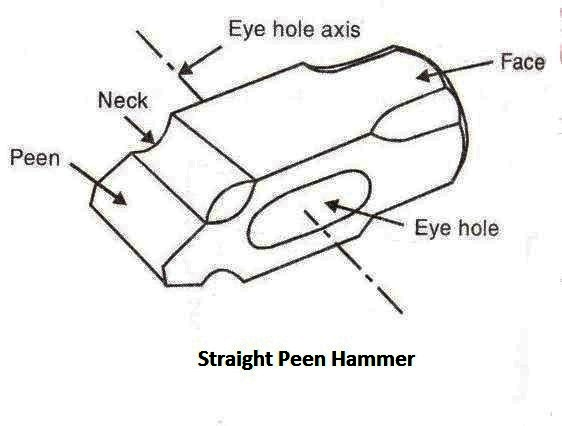 Eye hole axis
Face
Neck
Peen
Eye hole
Straight Peen Hammer